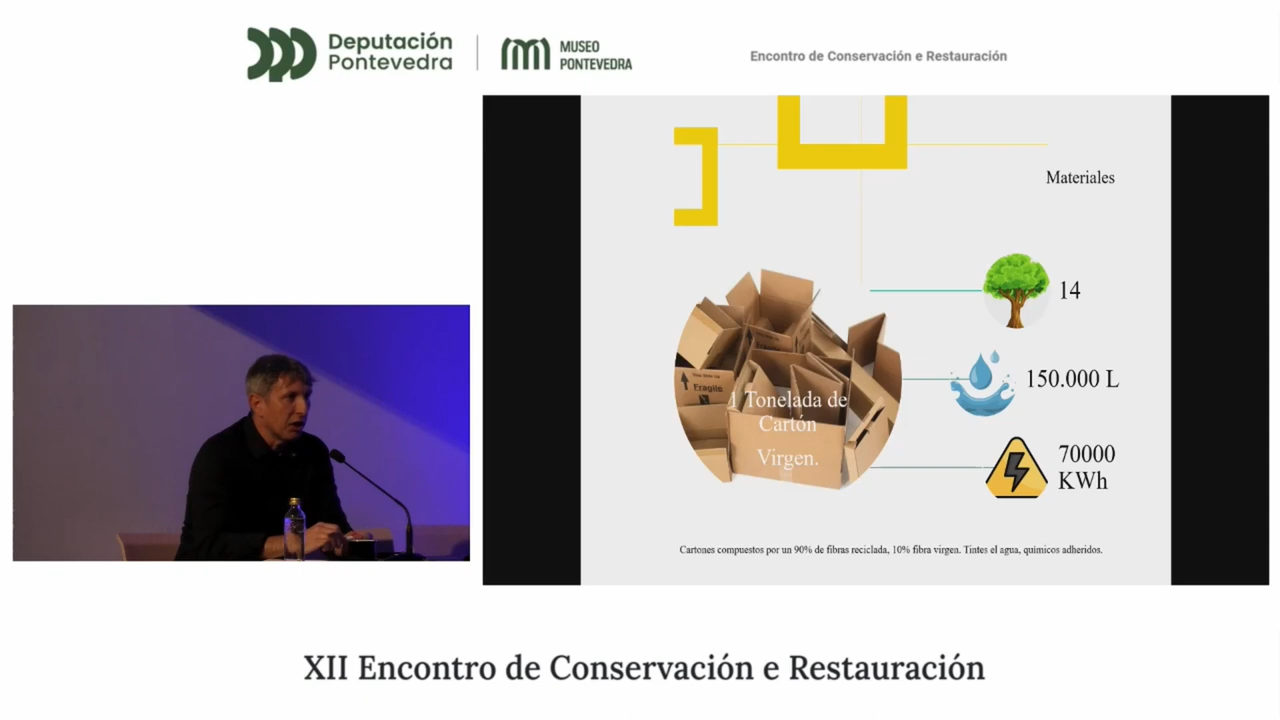 Deputación
Pontevedra
MUSEO
PONTEVEDRA
Encontro de Conservación e Restauración
Materiales
14
150.000 L
70000
KWh
Fragile
1 Tonelada de
Cartón
Virgen.
Cartones compuestos por un 90% de fibras reciclada, 10% fibra virgen. Tintes el agua, quimicos adheridos.
XII Encontro de Conservación e Restauración